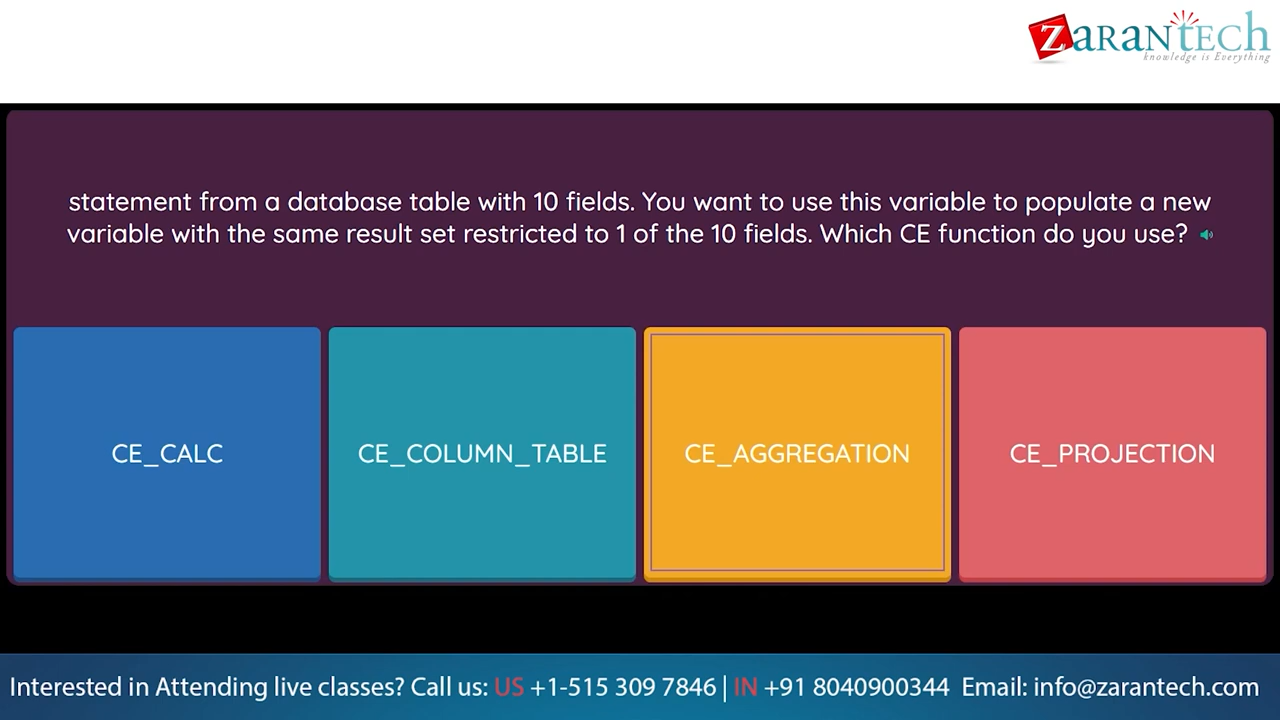 ZARANTECH
knowledge is Everything
statement from a database table with 10 fields. You want to use this variable to populate a new
variable with the same result set restricted to 1 of the 10 fields. Which CE function do you use?
CE_CALC
CE_COLUMN_TABLE
CE_AGGREGATION
CE_PROJECTION
Interested in Attending live classes? Call us: US +1-515 309 7846 | IN +91 8040900344 Email: info@zarantech.com